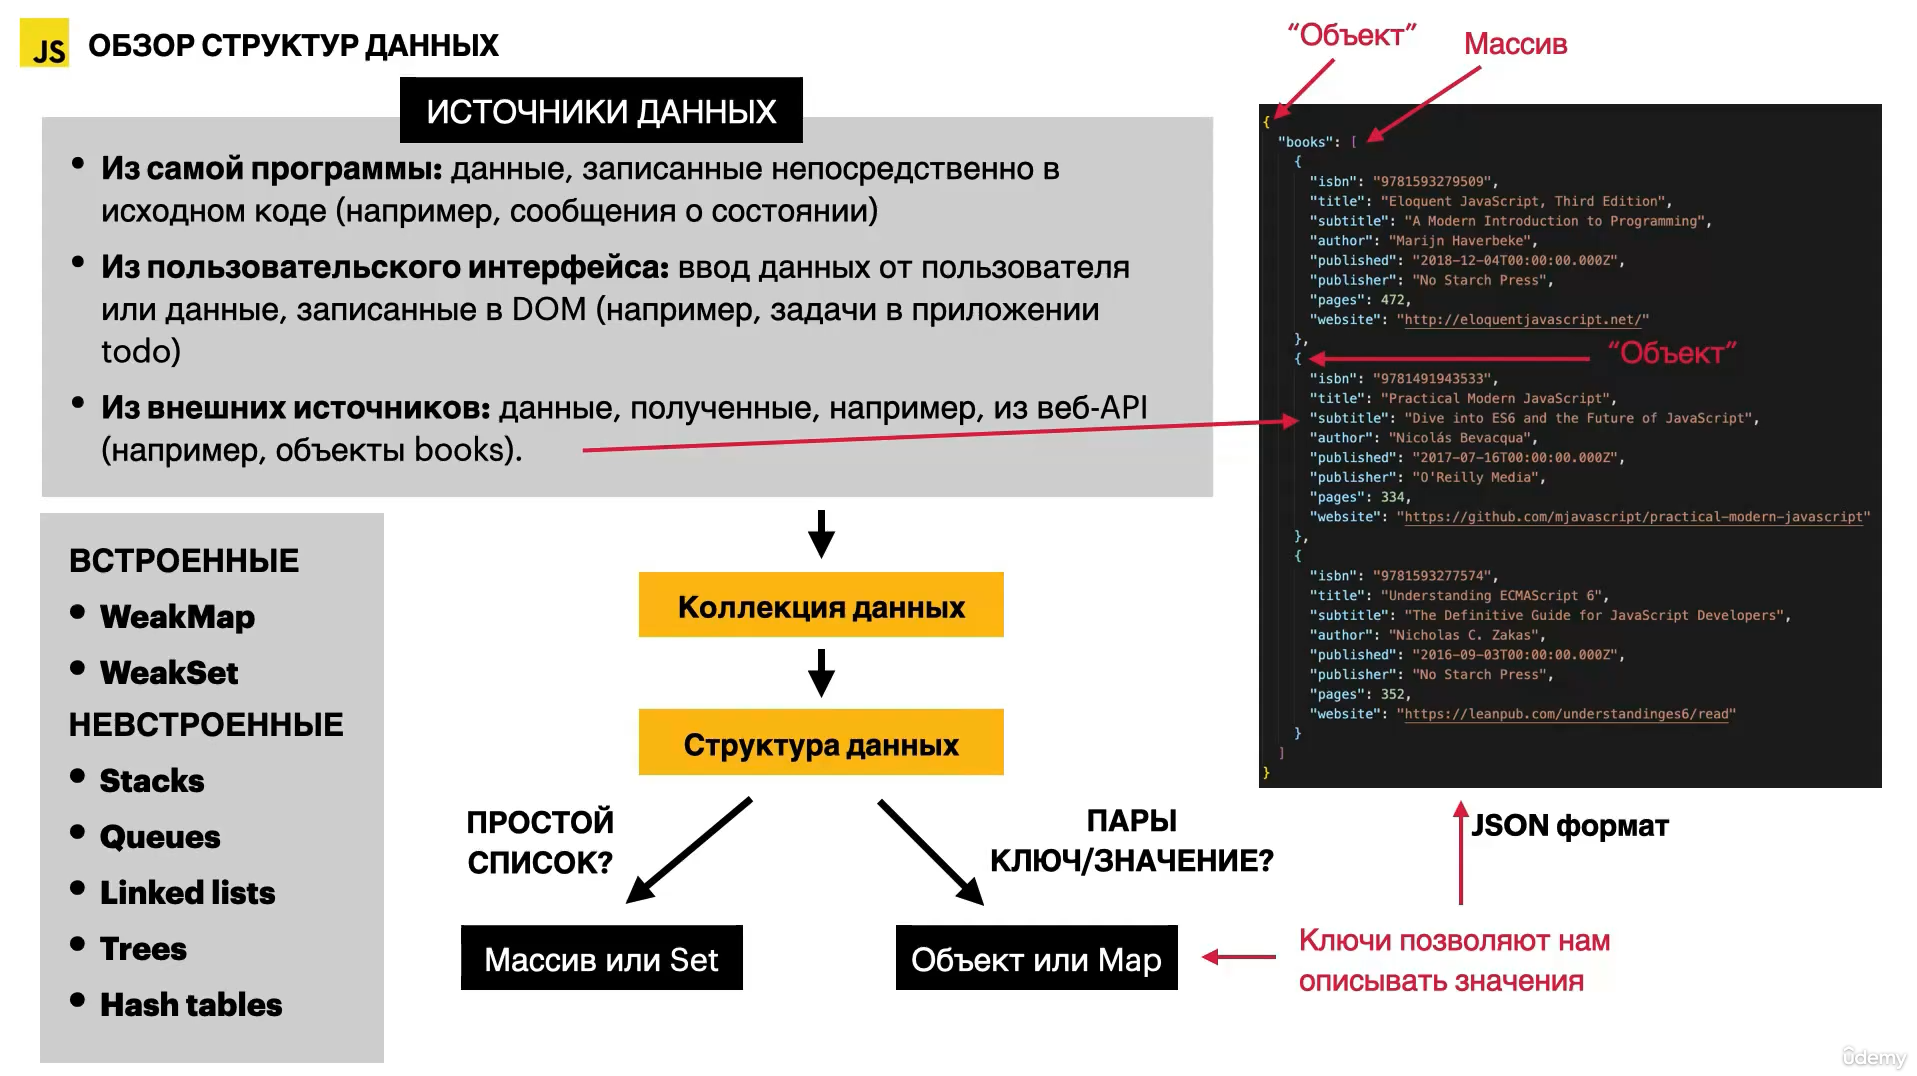 JS
ОБЗОР СТРУКТУР ДАННЫХ
ИСТОЧНИКИ ДАННЫХ
• Из самой программы: данные, записанные непосредственно в
исходном коде (например, сообщения о состоянии)
• Из пользовательского интерфейса: ввод данных от пользователя
или данные, записанные в DOM (например, задачи в приложении
todo)
• Из внешних источников: данные, полученные, например, из веб-API
(например, объекты books).
ВСТРОЕННЫЕ
• WeakMap
• WeakSet
НЕВСТРОЕННЫЕ
• Stacks
• Queues
• Linked lists
• Trees
• Hash tables
Коллекция данных
Структура данных
ПРОСТОЙ
СПИСОК?
ПАРЫ
КЛЮЧ/ЗНАЧЕНИЕ?
Массив или Set
Объект или Map
“Объект”
Массив
{
"books": [
{
"isbn": "9781593279509",
"title": "Eloquent JavaScript, Third Edition",
"subtitle": "A Modern Introduction to Programming",
"author": "Marijn Haverbeke",
"published": "2018-12-04T00:00:00.000Z",
"publisher": "No Starch Press",
"pages": 472,
"website": "http://eloquentjavascript.net/"
},
{
“Объект”
"isbn": "9781491943533",
"title": "Practical Modern JavaScript",
"subtitle": "Dive into ES6 and the Future of JavaScript",
"author": "Nicolás Bevacqua",
"published": "2017-07-16T00:00:00.000Z",
"publisher": "O'Reilly Media",
"pages": 334,
"website": "https://github.com/mjavascript/practical-modern-javascript"
},
{
"isbn": "9781593277574",
"title": "Understanding ECMAScript 6",
"subtitle": "The Definitive Guide for JavaScript Developers",
"author": "Nicholas C. Zakas",
"published": "2016-09-03T00:00:00.000Z",
"publisher": "No Starch Press",
"pages": 352,
"website": "https://leanpub.com/understandinges6/read"
}
]
}
JSON формат
Ключи позволяют нам
описывать значения
ûdemy